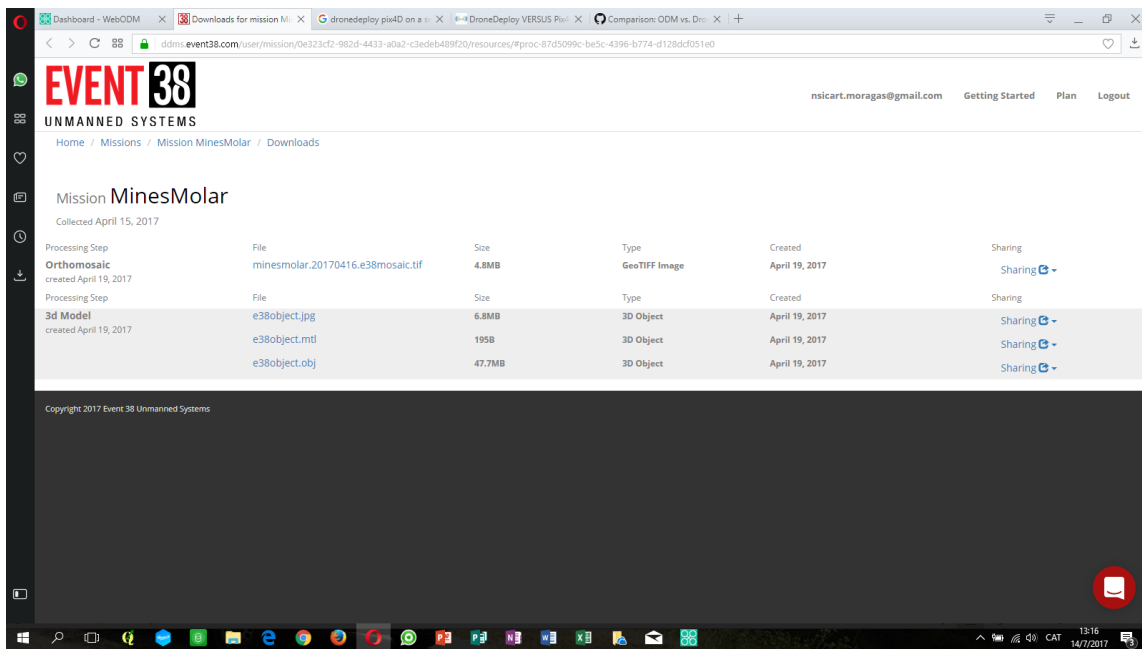 Dashboard - WebODM
Downloads for mission Mi
dronedeploy pix4D on a s
DroneDeploy VERSUS Pix4
Comparison: ODM vs. Dro
ddms.event38.com/user/mission/0e323cf2-982d-4433-a0a2-c3edeb489f20/resources/#proc-87d5099c-be5c-4396-b774-d128dcf051e0
EVENT 38
UNMANNED SYSTEMS
nsicart.moragas@gmail.com Getting Started Plan Logout
Home / Missions / Mission MinesMolar / Downloads
Mission MinesMolar
Collected April 15, 2017
Processing Step File Size Type Created Sharing
Orthomosaic minesmolar.20170416.e38mosaic.tif 4.8MB GeoTIFF Image April 19, 2017 Sharing
created April 19, 2017
Processing Step File Size Type Created Sharing
3d Model e38object.jpg 6.8MB 3D Object April 19, 2017 Sharing
created April 19, 2017
e38object.mtl 195B 3D Object April 19, 2017 Sharing
e38object.obj 47.7MB 3D Object April 19, 2017 Sharing
Copyright 2017 Event 38 Unmanned Systems
CAT
13:16
14/7/2017